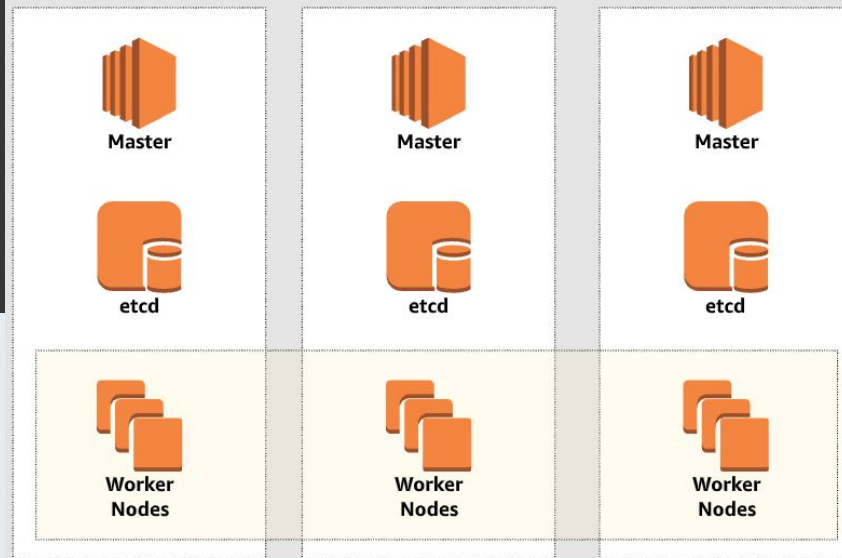 Master
Master
Master
etcd
etcd
etcd
Worker
Nodes
Worker
Nodes
Worker
Nodes